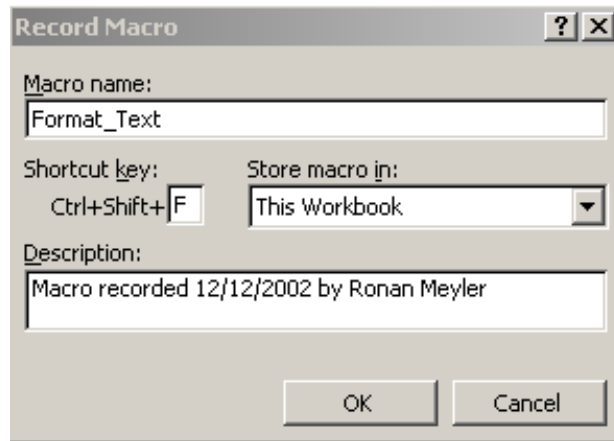 Record Macro
Macro name:
Format_Text
Shortcut key: Store macro in:
Ctrl+Shift+ F This Workbook
Description:
Macro recorded 12/12/2002 by Ronan Meyler
OK Cancel